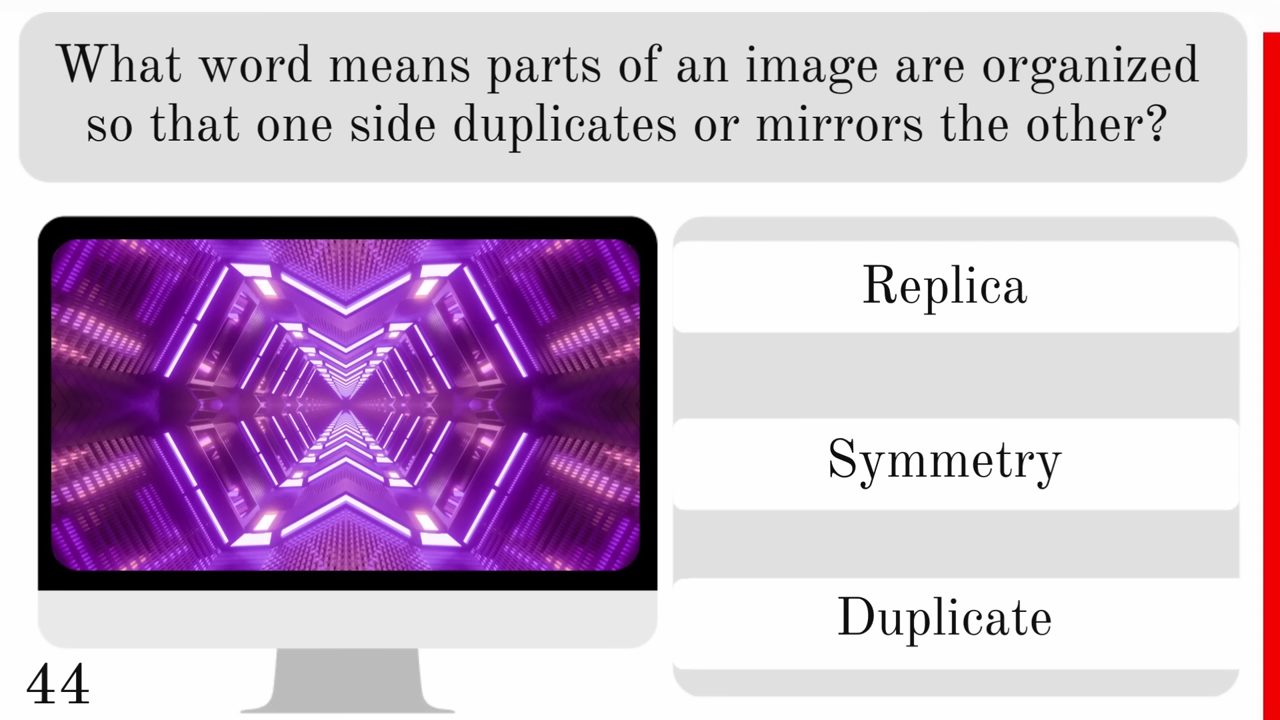 What word means parts of an image are organized
so that one side duplicates or mirrors the other?
Replica
Symmetry
Duplicate
44